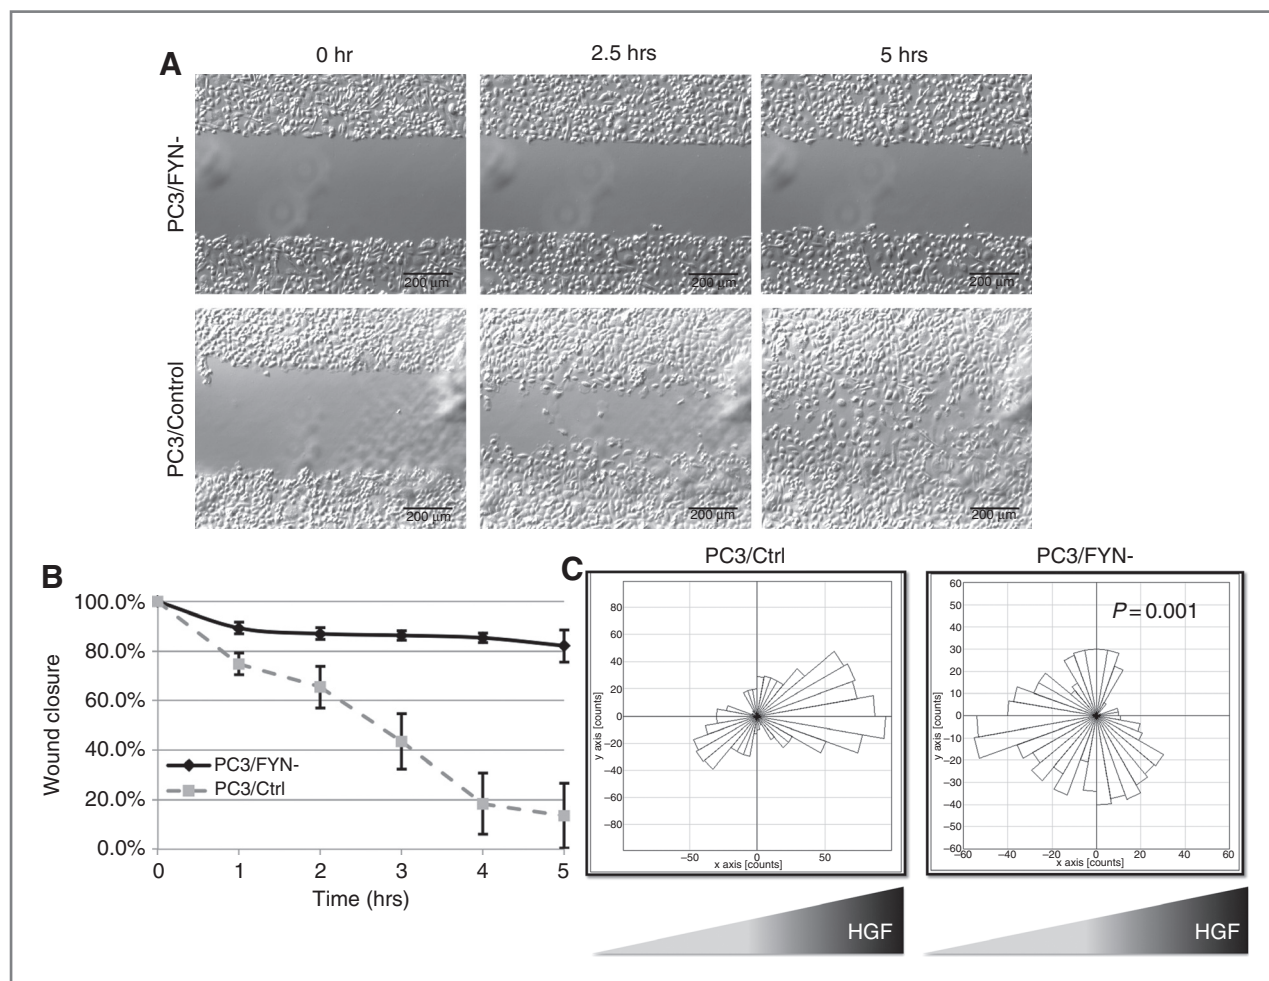 A
0 hr
2.5 hrs
5 hrs
PC3/FYN-
200 μm
200 μm
200 μm
PC3/Control
200 μm
200 μm
200 μm
B
100.0%
80.0%
60.0%
40.0%
20.0%
0.0%
Wound closure
PC3/FYN-
PC3/Ctrl
0 1 2 3 4 5
Time (hrs)
C
PC3/Ctrl
80
60
40
20
0
−20
−40
−60
−80
y axis [counts]
−50 0 50
x axis [counts]
HGF
PC3/FYN-
P = 0.001
60
50
40
30
20
10
0
−10
−20
−30
−40
−50
−60
y axis [counts]
−60 −40 −20 0 20 40 60
x axis [counts]
HGF